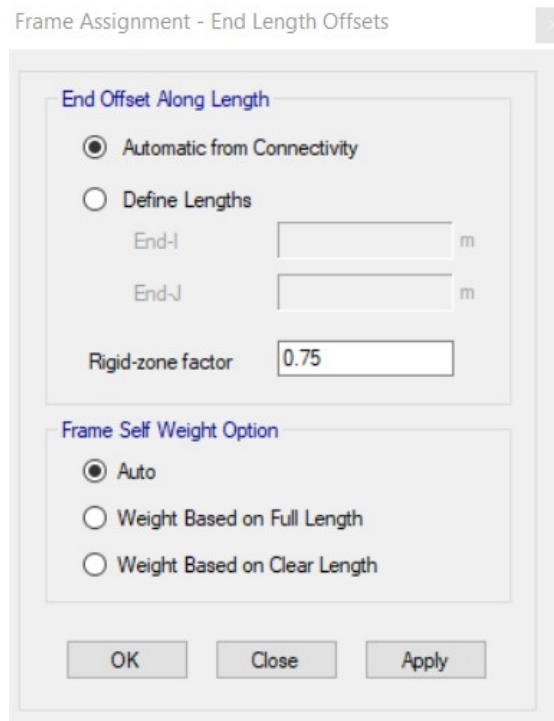 Frame Assignment - End Length Offsets
End Offset Along Length
Automatic from Connectivity
Define Lengths
End-I
m
End-J
m
Rigid-zone factor
0.75
Frame Self Weight Option
Auto
Weight Based on Full Length
Weight Based on Clear Length
OK
Close
Apply